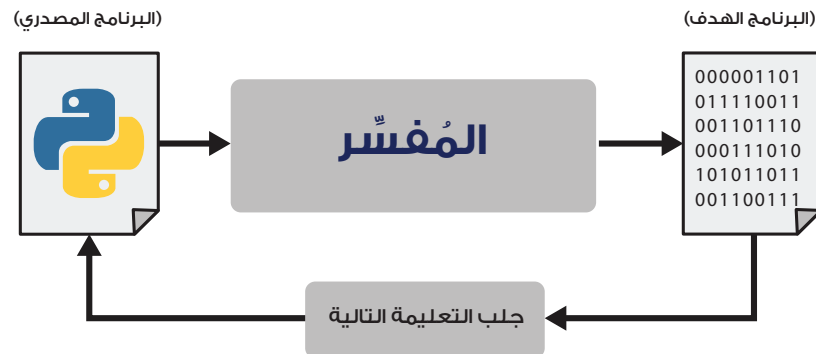 (البرنامج المصدري)
(البرنامج الهدف)
المُفسِّر
000001101
011110011
001101110
000111010
101011011
001100111
جلب التعليمة التالية